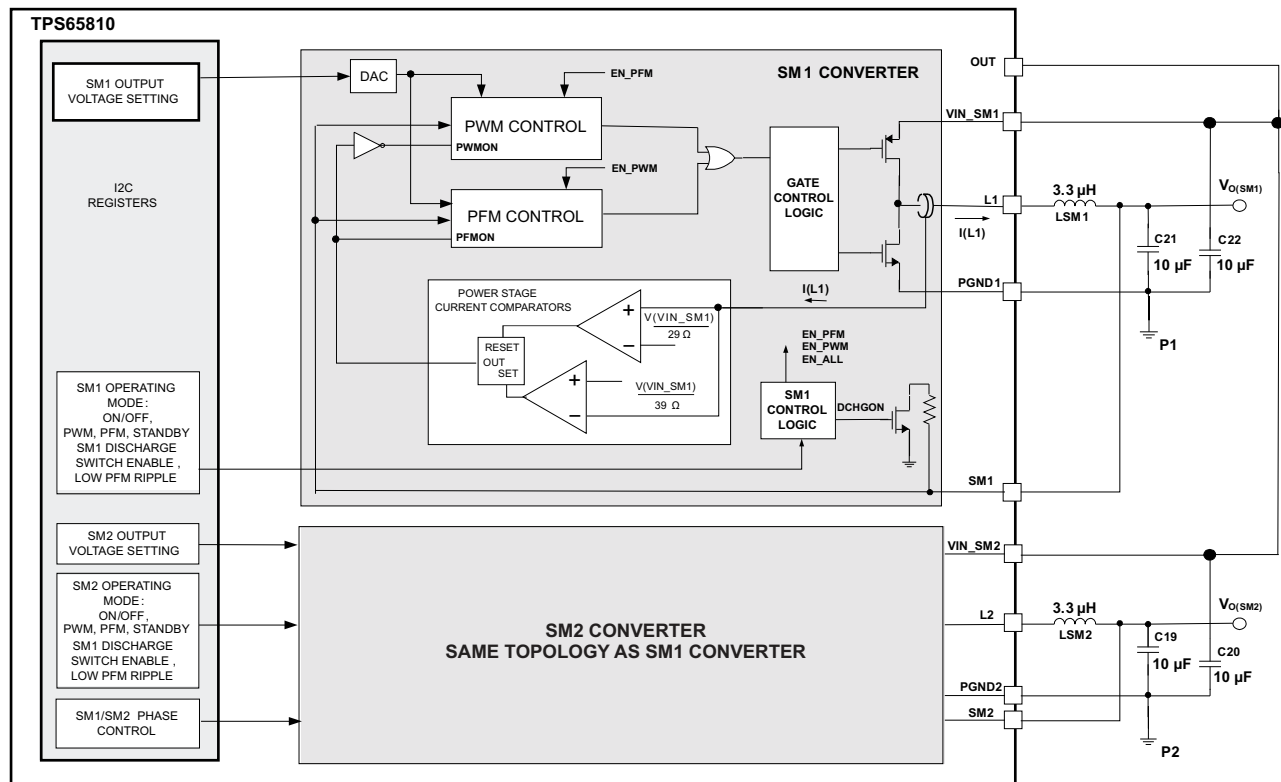 TPS65810
SM1 OUTPUT
VOLTAGE SETTING
I2C
REGISTERS
SM1 OPERATING
MODE :
ON/OFF,
PWM, PFM, STANDBY
SM1 DISCHARGE
SWITCH ENABLE ,
LOW PFM RIPPLE
SM2 OUTPUT
VOLTAGE SETTING
SM2 OPERATING
MODE :
ON/OFF,
PWM, PFM, STANDBY
SM1 DISCHARGE
SWITCH ENABLE ,
LOW PFM RIPPLE
SM1/SM2 PHASE
CONTROL
DAC
EN_PFM
SM1 CONVERTER
PWM CONTROL
PWMON
EN_PWM
PFM CONTROL
PFMON
GATE
CONTROL
LOGIC
POWER STAGE
CURRENT COMPARATORS
I(L1)
+
V(VIN_SM1)
29 Ω
−
RESET
OUT
SET
+
V(VIN_SM1)
39 Ω
−
EN_PFM
EN_PWM
EN_ALL
SM1
CONTROL
LOGIC
DCHGON
OUT
VIN_SM1
L1
I(L1)
PGND1
SM1
3.3 µH
LSM1
VO(SM1)
C21
10 µF
C22
10 µF
P1
SM2 CONVERTER
SAME TOPOLOGY AS SM1 CONVERTER
VIN_SM2
L2
PGND2
SM2
3.3 µH
LSM2
VO(SM2)
C19
10 µF
C20
10 µF
P2